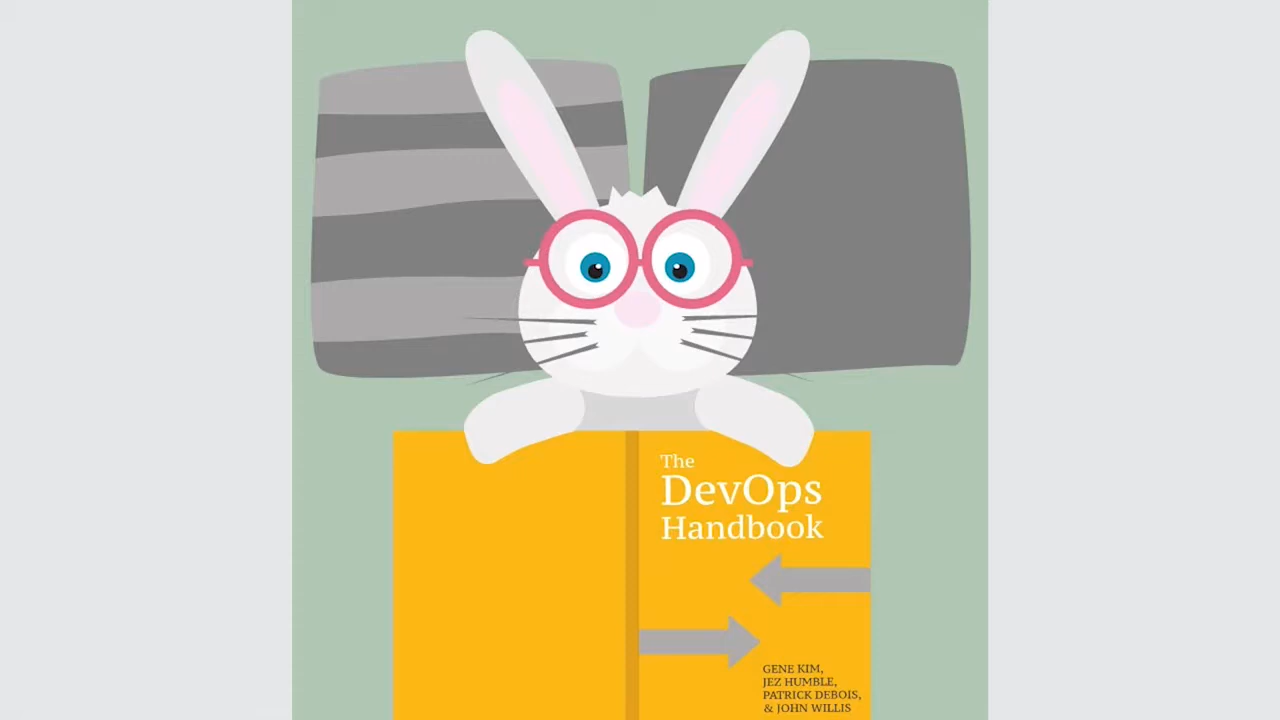 The
DevOps
Handbook
GENE KIM,
JEZ HUMBLE,
PATRICK DEBOIS,
& JOHN WILLIS